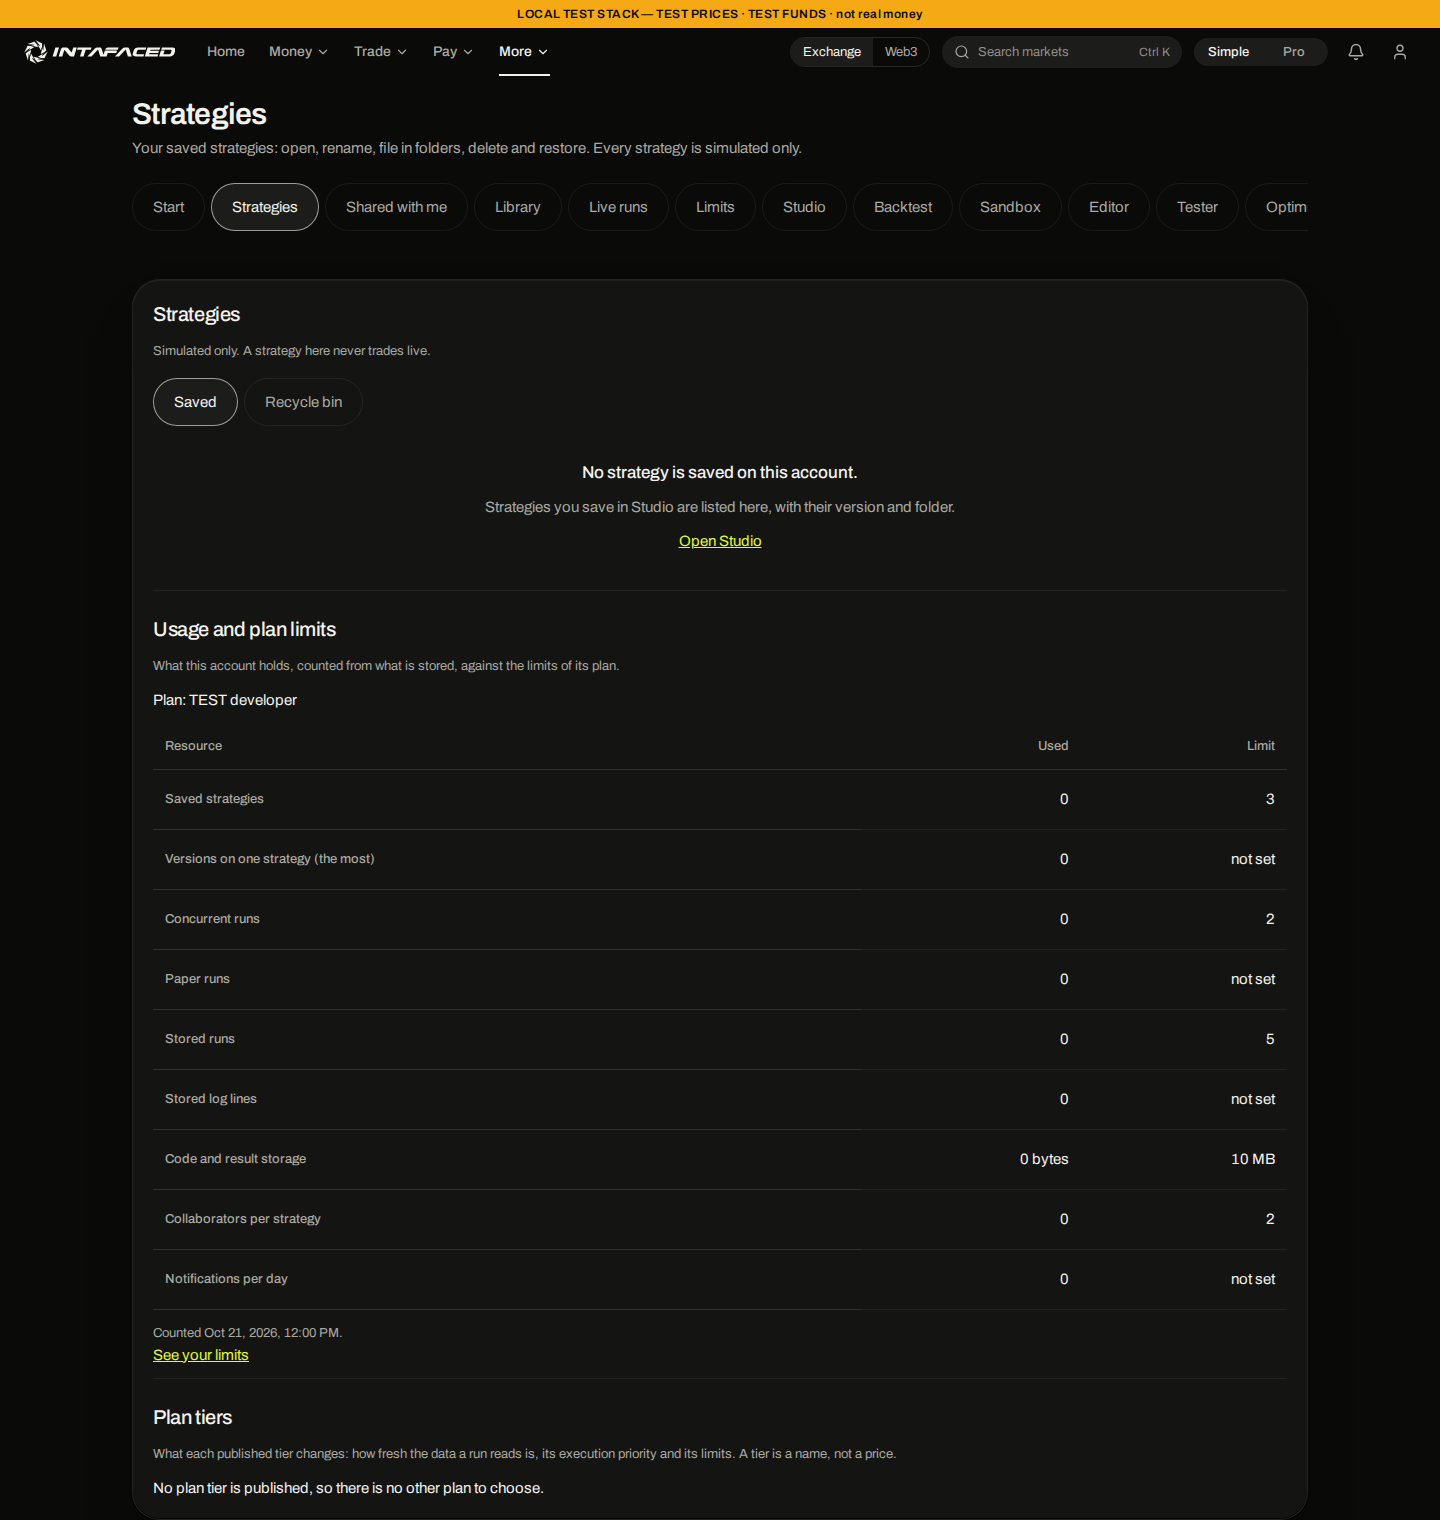 LOCAL TEST STACK — TEST PRICES · TEST FUNDS · not real money
INTAFACED Home Money Trade Pay More Exchange Web3 Search markets Ctrl K Simple Pro
Strategies
Your saved strategies: open, rename, file in folders, delete and restore. Every strategy is simulated only.
Start Strategies Shared with me Library Live runs Limits Studio Backtest Sandbox Editor Tester Optim
Strategies
Simulated only. A strategy here never trades live.
Saved Recycle bin
No strategy is saved on this account.
Strategies you save in Studio are listed here, with their version and folder.
Open Studio
Usage and plan limits
What this account holds, counted from what is stored, against the limits of its plan.
Plan: TEST developer
Resource Used Limit
Saved strategies 0 3
Versions on one strategy (the most) 0 not set
Concurrent runs 0 2
Paper runs 0 not set
Stored runs 0 5
Stored log lines 0 not set
Code and result storage 0 bytes 10 MB
Collaborators per strategy 0 2
Notifications per day 0 not set
Counted Oct 21, 2026, 12:00 PM.
See your limits
Plan tiers
What each published tier changes: how fresh the data a run reads is, its execution priority and its limits. A tier is a name, not a price.
No plan tier is published, so there is no other plan to choose.